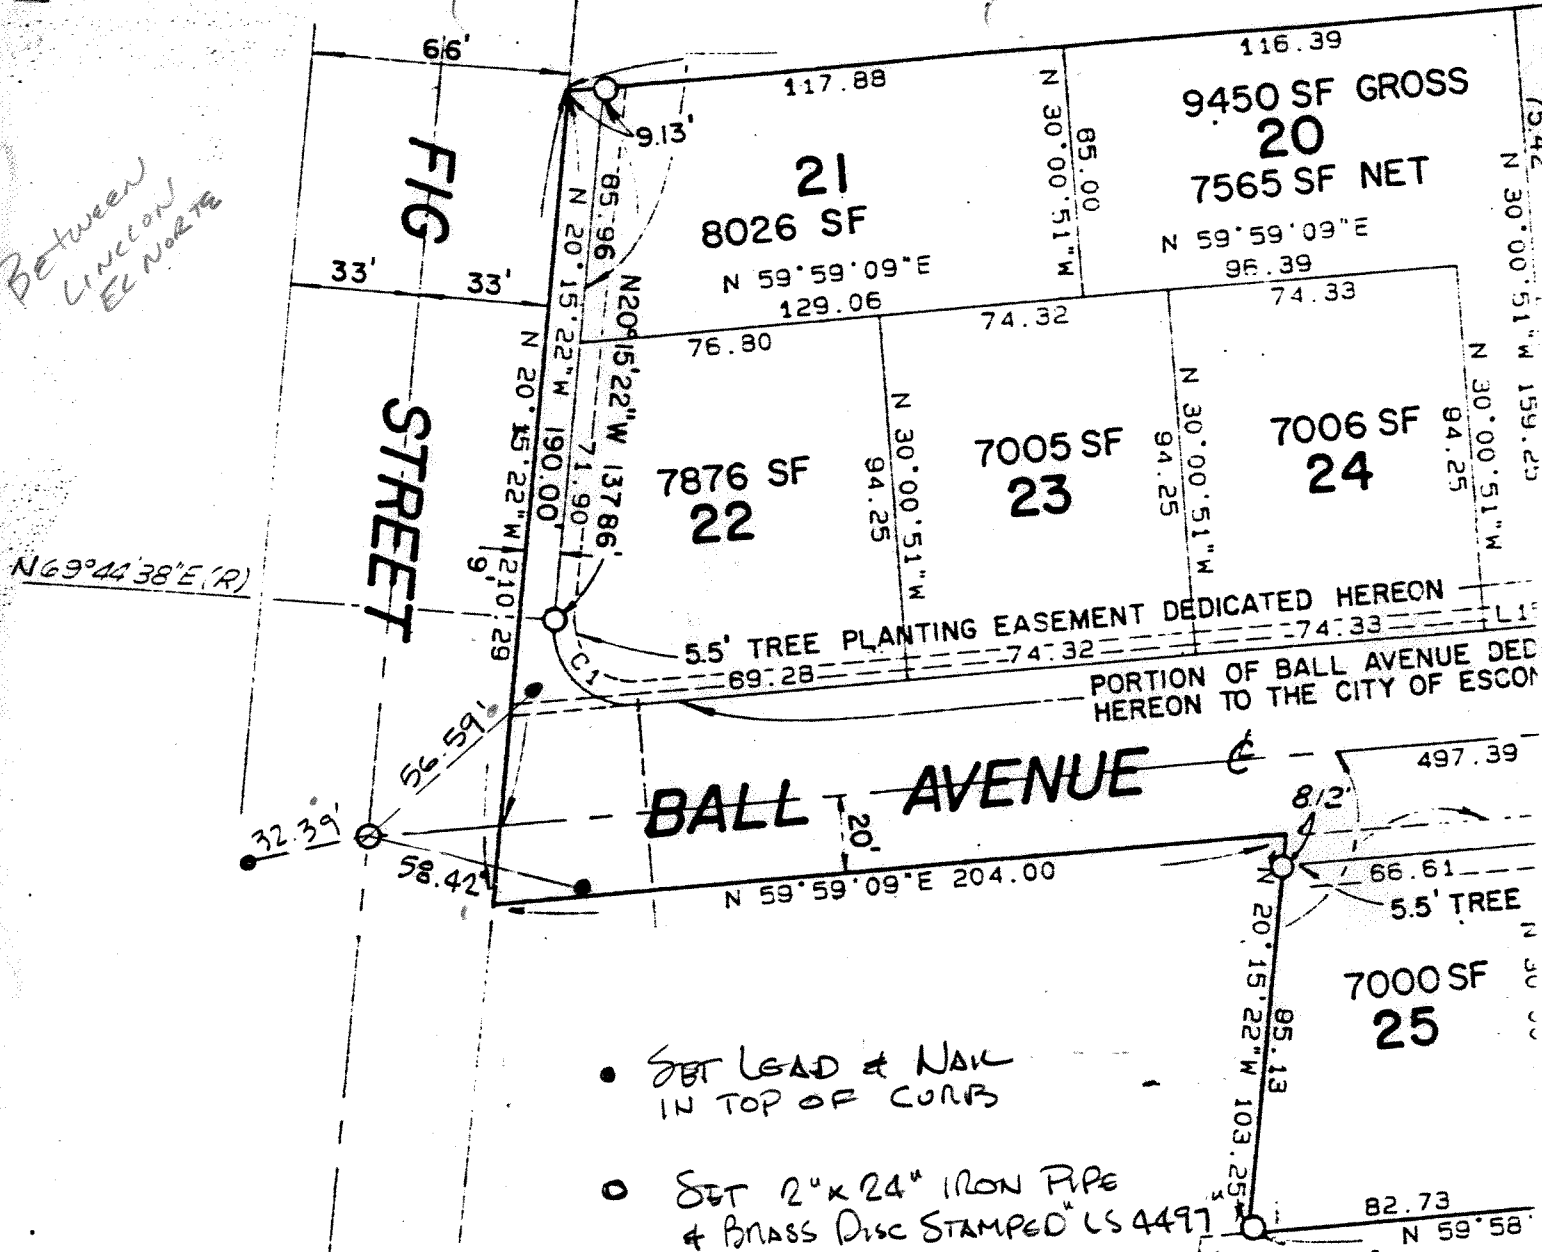 66'
117.88
116.39
9450 SF GROSS
20
7565 SF NET
9.13'
21
8026 SF
N 30°00'51"W
85.00
75.42
N 30°00'51"W 159.25
BETWEEN
LINCLON
EL NORTE
FIG
STREET
33'
33'
85.96
N 20°15'22"W
71.90
N 20°15'22"W 210.29
190.00'
N20°15'22"W 137.86'
N 59°59'09"E
129.06
N 59°59'09"E
96.39
76.80
74.32
74.33
7876 SF
22
N 30°00'51"W
94.25
7005 SF
23
N 30°00'51"W
94.25
7006 SF
24
N 30°00'51"W
94.25
N69°44'38"E(R)
9'
C1
5.5' TREE PLANTING EASEMENT DEDICATED HEREON
69.28
74.32
74.33
PORTION OF BALL AVENUE DED
HEREON TO THE CITY OF ESCON
56.59'
32.39'
58.42'
BALL AVENUE
20'
497.39
8.12'
N 59°59'09"E 204.00
66.61
5.5' TREE
7000 SF
25
N 20°15'22"W 103.25
85.13
SET LEAD & NAIL
IN TOP OF CURB
SET 2" x 24" IRON PIPE
& BRASS DISC STAMPED "LS 4497"
82.73
N 59°58'